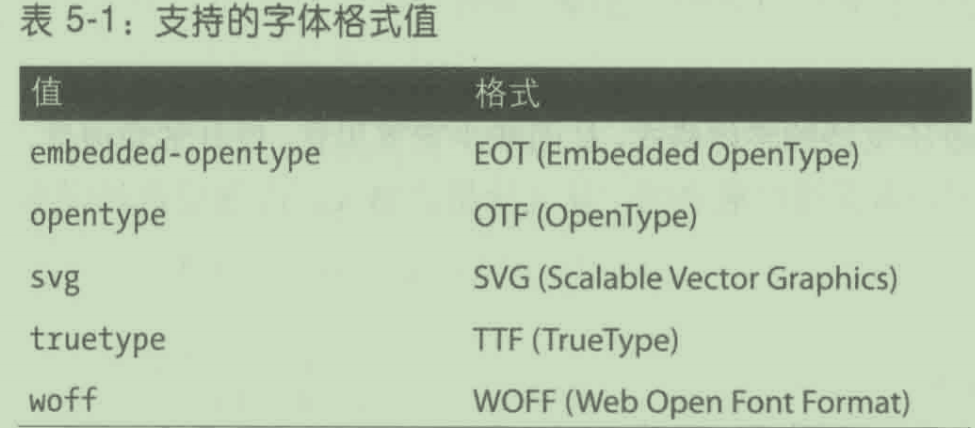 表 5-1：支持的字体格式值
值 格式
embedded-opentype EOT (Embedded OpenType)
opentype OTF (OpenType)
svg SVG (Scalable Vector Graphics)
truetype TTF (TrueType)
woff WOFF (Web Open Font Format)